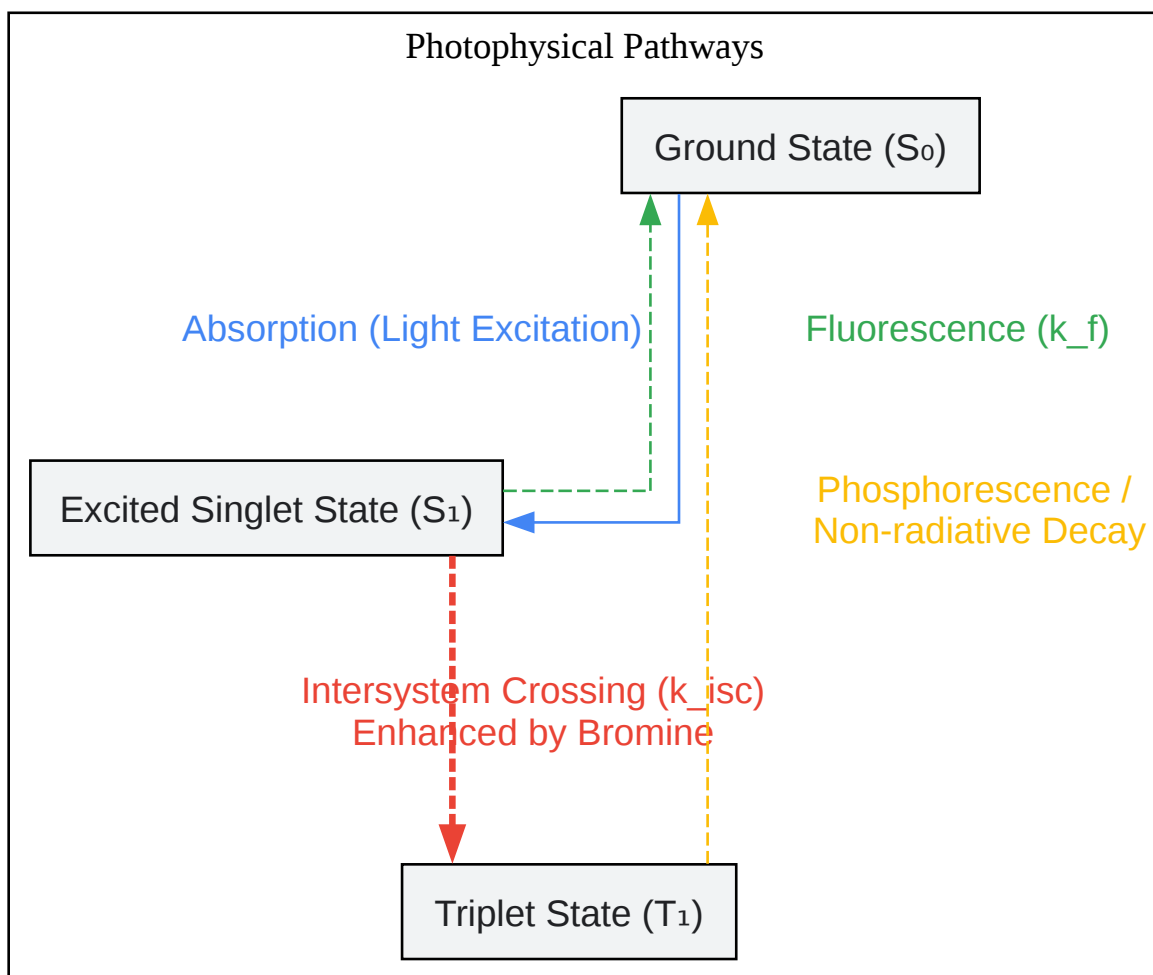 Photophysical Pathways
Ground State (S₀)
Absorption (Light Excitation)
Fluorescence (k_f)
Excited Singlet State (S₁)
Phosphorescence /
Non-radiative Decay
Intersystem Crossing (k_isc)
Enhanced by Bromine
Triplet State (T₁)